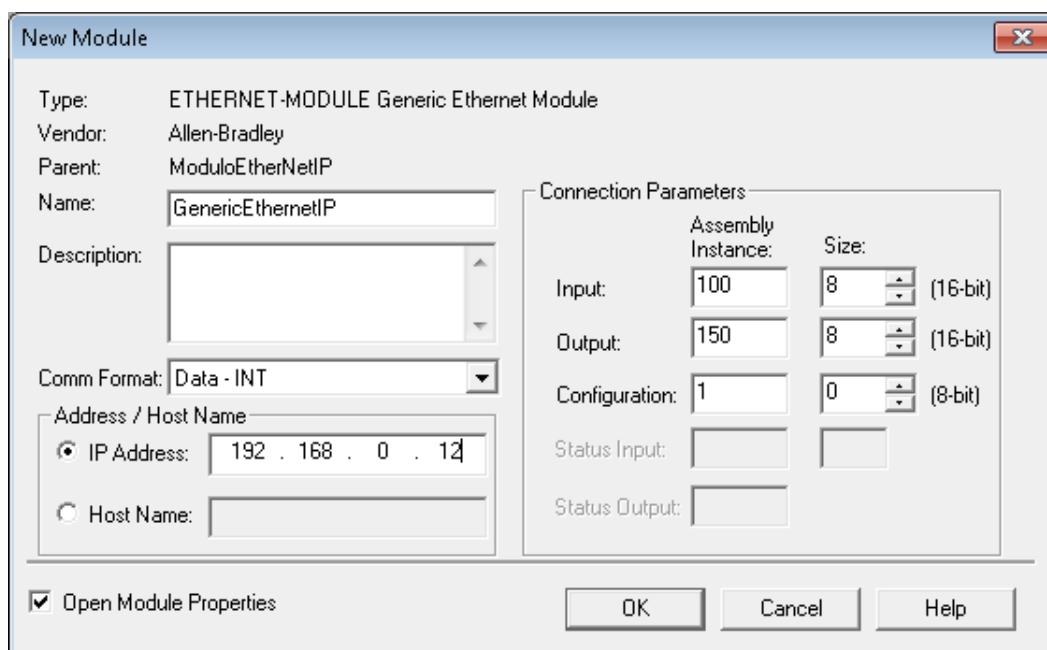 New Module
Type: ETHERNET-MODULE Generic Ethernet Module
Vendor: Allen-Bradley
Parent: ModuloEtherNetIP
Name: GenericEthernetIP
Description:
Comm Format: Data - INT
Address / Host Name
IP Address: 192 . 168 . 0 . 12
Host Name:
Connection Parameters
Assembly
Instance: Size:
Input: 100 8 (16-bit)
Output: 150 8 (16-bit)
Configuration: 1 0 (8-bit)
Status Input:
Status Output:
Open Module Properties
OK Cancel Help